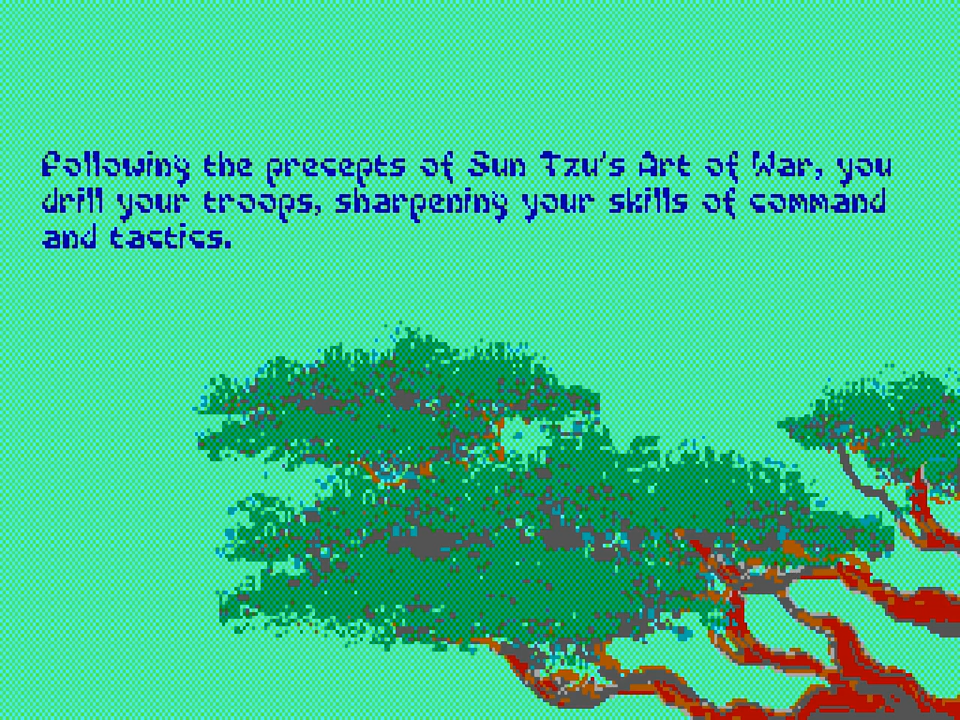 Following the precepts of Sun Tzu's Art of War, you
drill your troops, sharpening your skills of command
and tactics.